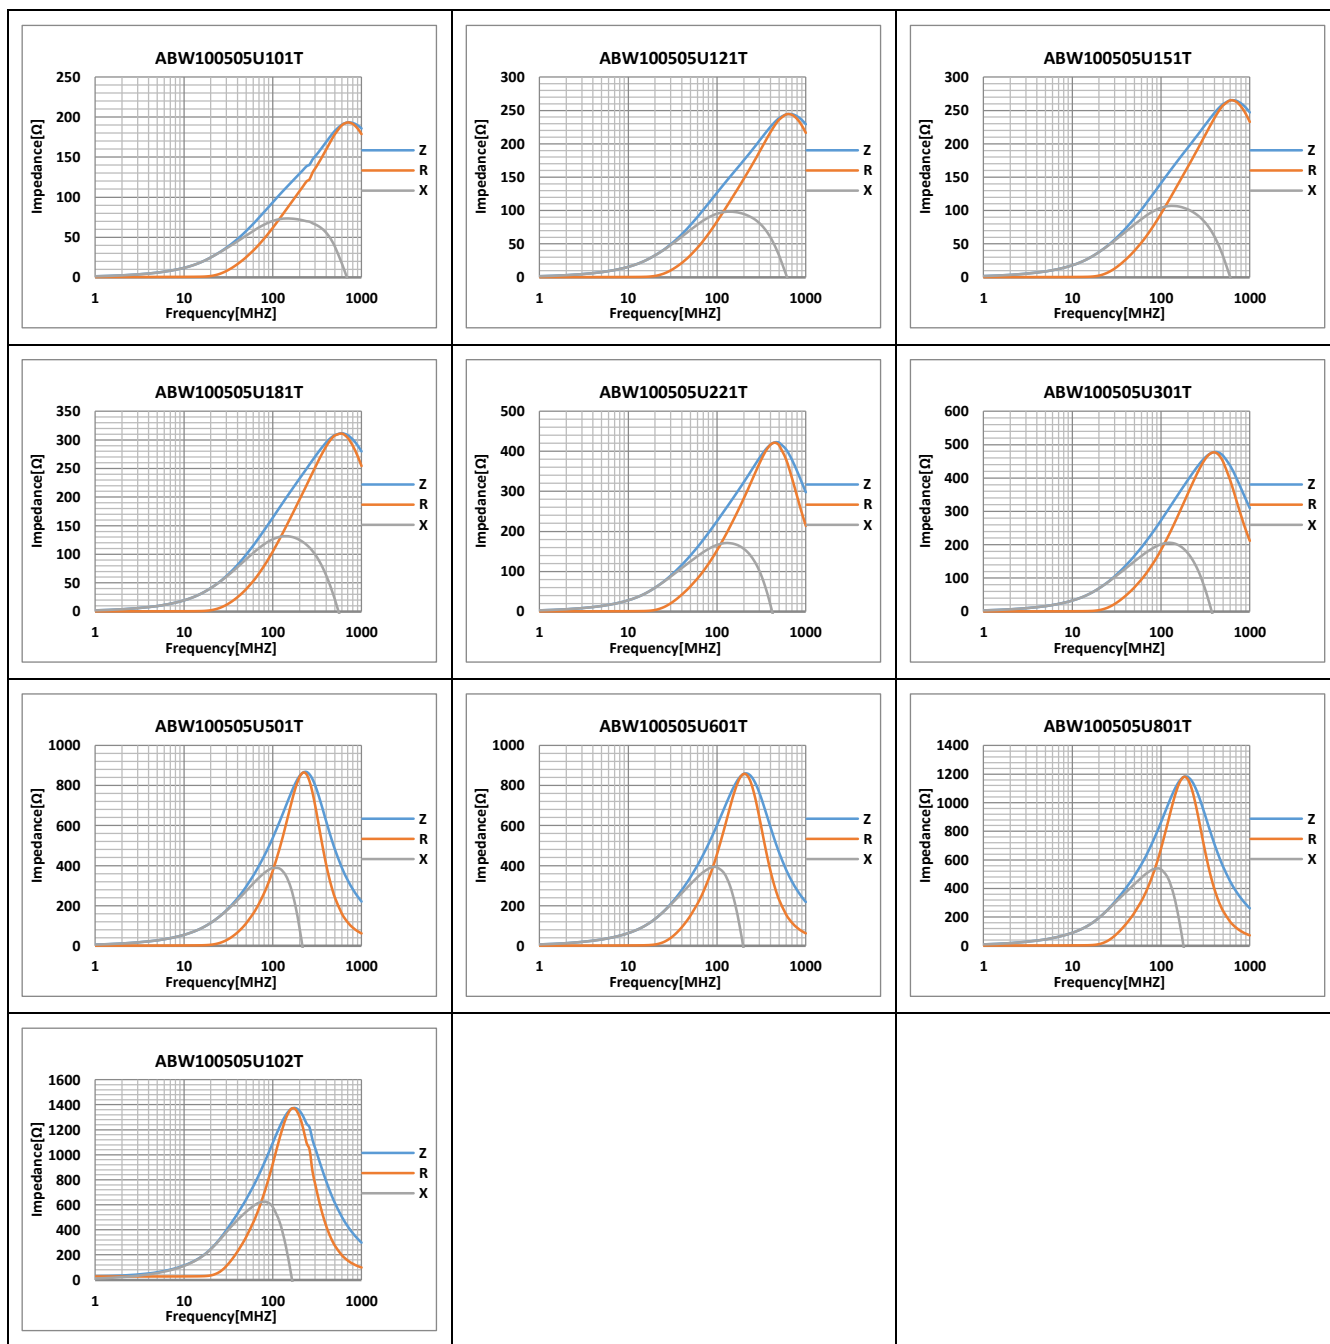 ABW100505U101T
250
200
150
100
50
0
Impedance[Ω]
1 10 100 1000
Frequency[MHZ]
Z
R
X
ABW100505U121T
300
250
200
150
100
50
0
Impedance[Ω]
1 10 100 1000
Frequency[MHZ]
Z
R
X
ABW100505U151T
300
250
200
150
100
50
0
Impedance[Ω]
1 10 100 1000
Frequency[MHZ]
Z
R
X
ABW100505U181T
350
300
250
200
150
100
50
0
Impedance[Ω]
1 10 100 1000
Frequency[MHZ]
Z
R
X
ABW100505U221T
500
400
300
200
100
0
Impedance[Ω]
1 10 100 1000
Frequency[MHZ]
Z
R
X
ABW100505U301T
600
500
400
300
200
100
0
Impedance[Ω]
1 10 100 1000
Frequency[MHZ]
Z
R
X
ABW100505U501T
1000
800
600
400
200
0
Impedance[Ω]
1 10 100 1000
Frequency[MHZ]
Z
R
X
ABW100505U601T
1000
800
600
400
200
0
Impedance[Ω]
1 10 100 1000
Frequency[MHZ]
Z
R
X
ABW100505U801T
1400
1200
1000
800
600
400
200
0
Impedance[Ω]
1 10 100 1000
Frequency[MHZ]
Z
R
X
ABW100505U102T
1600
1400
1200
1000
800
600
400
200
0
Impedance[Ω]
1 10 100 1000
Frequency[MHZ]
Z
R
X